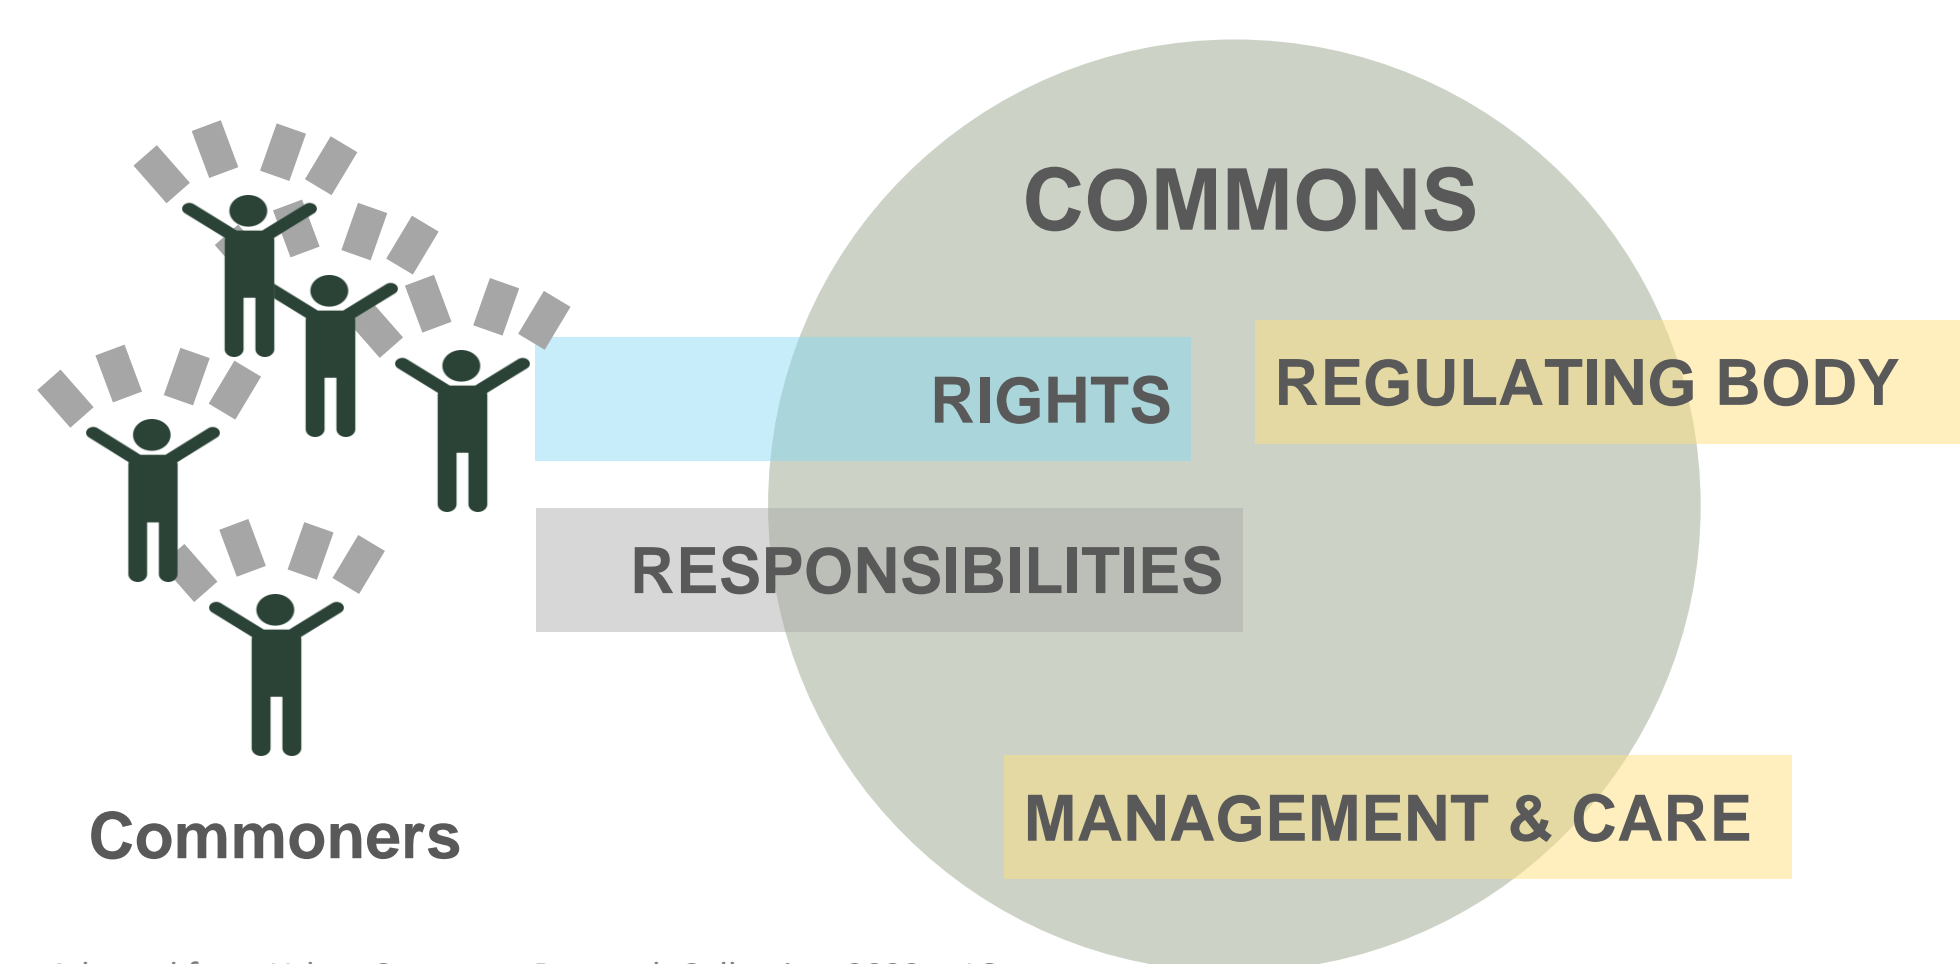 COMMONS
RIGHTS
REGULATING BODY
RESPONSIBILITIES
MANAGEMENT & CARE
Commoners